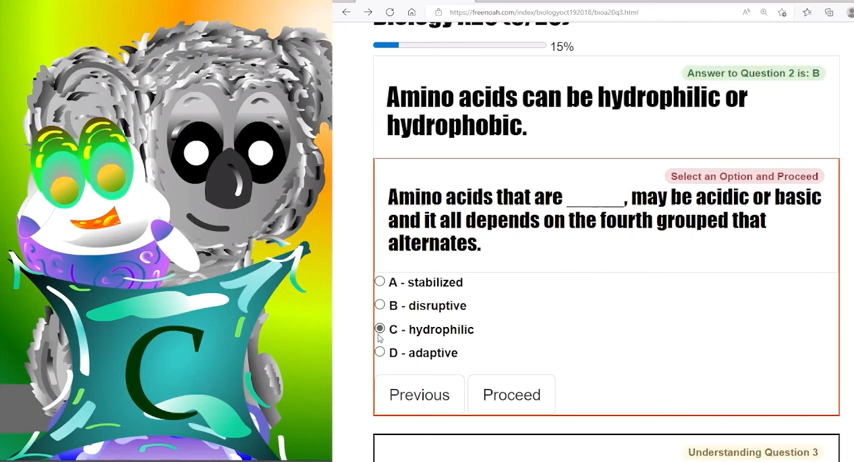 https://freenoah.com/index/biologyoct192018/bioa20q3.html
15%
Answer to Question 2 is: B
Amino acids can be hydrophilic or
hydrophobic.
Select an Option and Proceed
Amino acids that are _____, may be acidic or basic
and it all depends on the fourth grouped that
alternates.
A - stabilized
B - disruptive
C - hydrophilic
D - adaptive
Previous
Proceed
Understanding Question 3
C